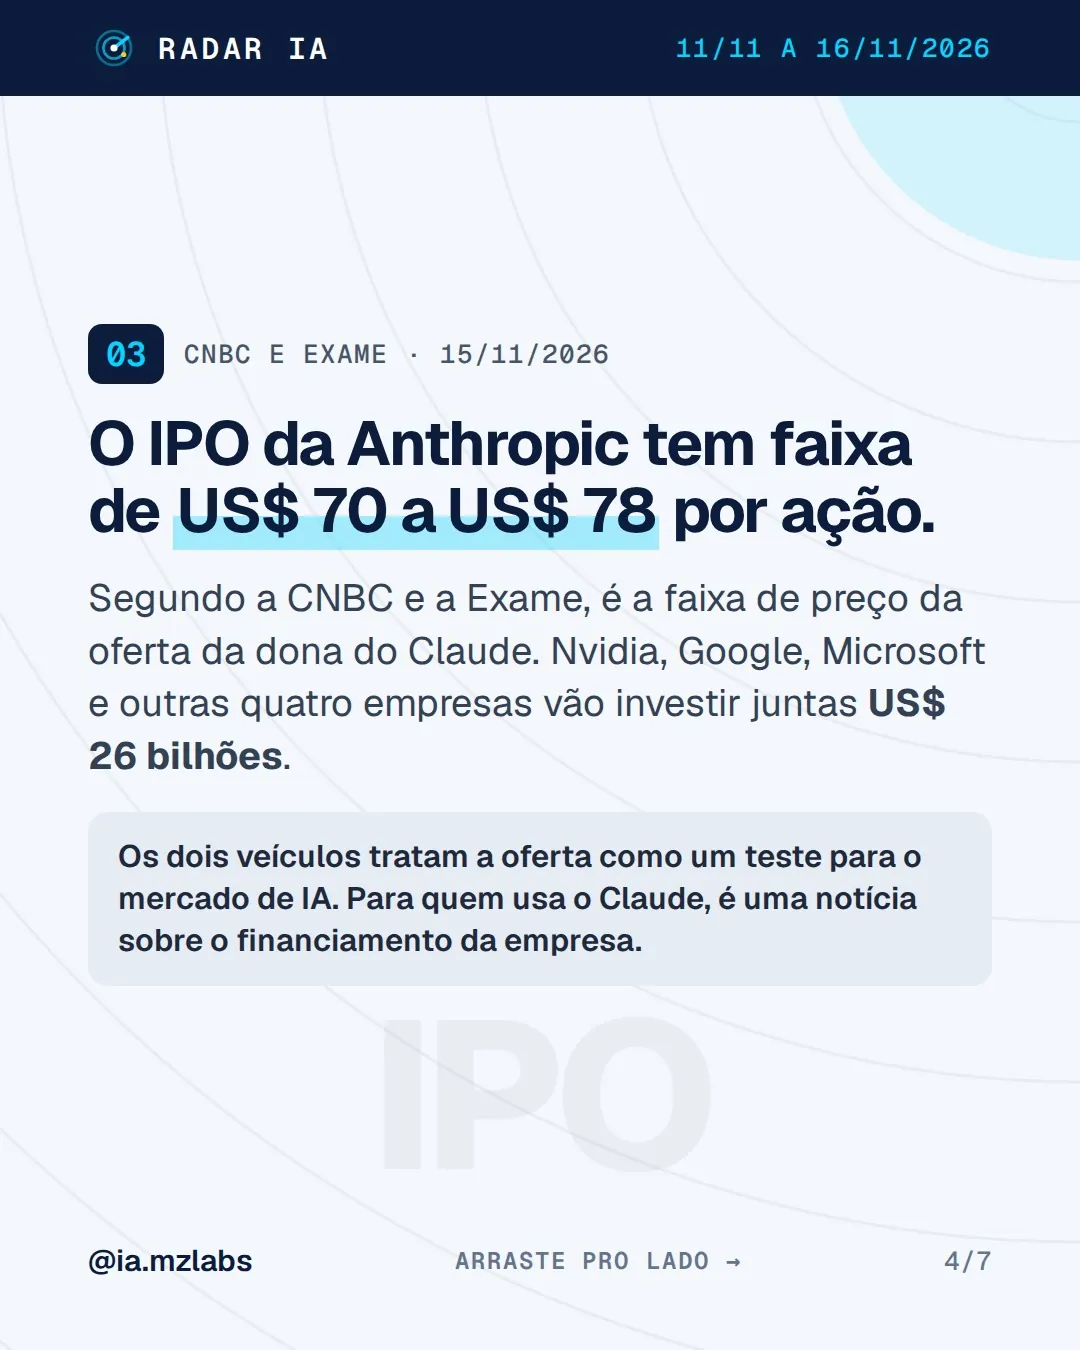 RADAR IA
11/11 A 16/11/2026
03
CNBC E EXAME · 15/11/2026
O IPO da Anthropic tem faixa
de US$ 70 a US$ 78 por ação.
Segundo a CNBC e a Exame, é a faixa de preço da
oferta da dona do Claude. Nvidia, Google, Microsoft
e outras quatro empresas vão investir juntas US$
26 bilhões.
Os dois veículos tratam a oferta como um teste para o
mercado de IA. Para quem usa o Claude, é uma notícia
sobre o financiamento da empresa.
IPO
@ia.mzlabs
ARRASTE PRO LADO →
4/7